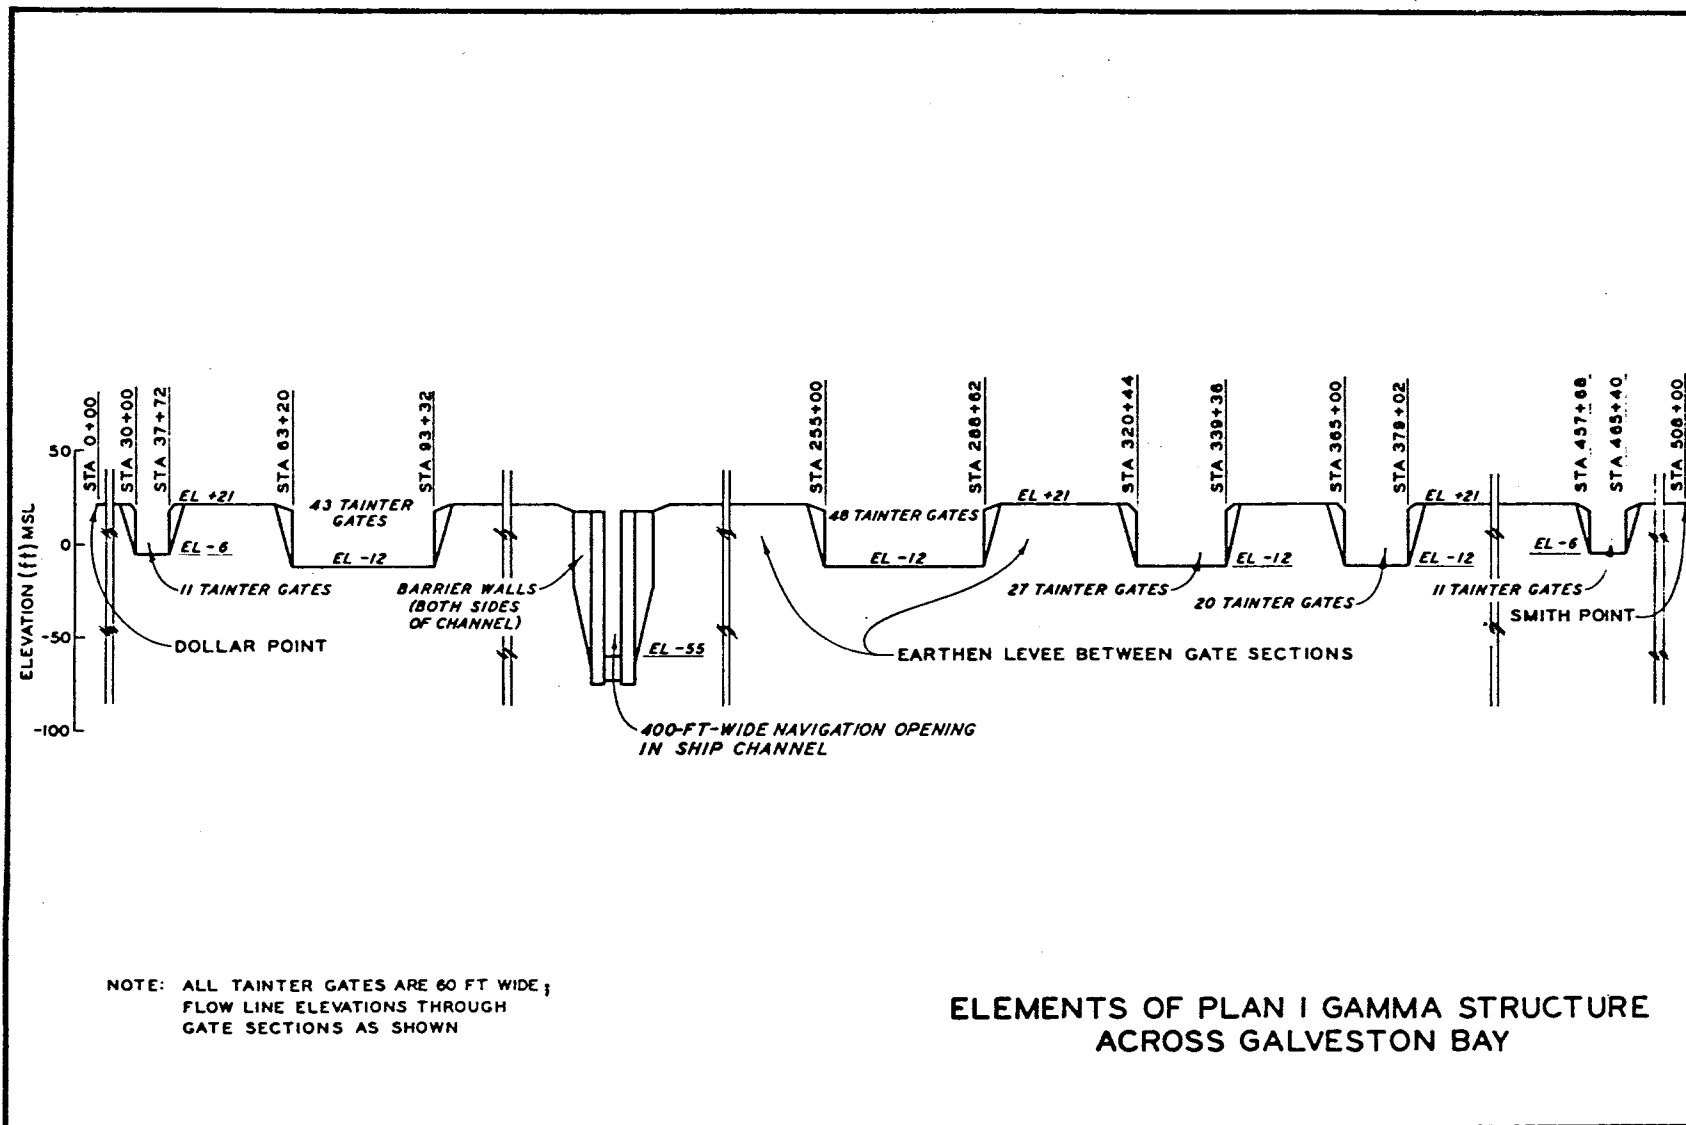 STA 0+00
STA 30+00
STA 37+72
STA 63+20
STA 93+32
STA 255+00
STA 288+62
STA 320+44
STA 339+36
STA 365+00
STA 379+02
STA 457+68
STA 465+40
STA 508+00
ELEVATION (ft) MSL
50
0
-50
-100
EL +21
43 TAINTER
GATES
EL -6
EL -12
11 TAINTER GATES
DOLLAR POINT
BARRIER WALLS
(BOTH SIDES
OF CHANNEL)
EL -55
400-FT-WIDE NAVIGATION OPENING
IN SHIP CHANNEL
48 TAINTER GATES
EL -12
EL +21
EARTHEN LEVEE BETWEEN GATE SECTIONS
27 TAINTER GATES
EL -12
20 TAINTER GATES
EL +21
EL -12
EL -6
11 TAINTER GATES
SMITH POINT
NOTE: ALL TAINTER GATES ARE 60 FT WIDE;
FLOW LINE ELEVATIONS THROUGH
GATE SECTIONS AS SHOWN
ELEMENTS OF PLAN 1 GAMMA STRUCTURE
ACROSS GALVESTON BAY